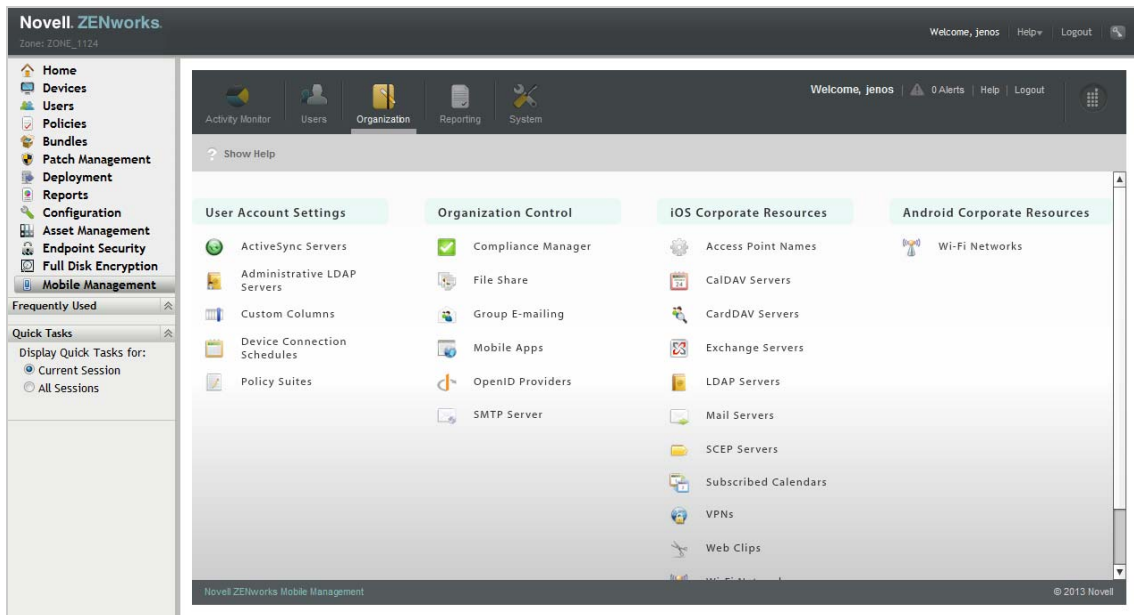 Novell. ZENworks.
Zone: ZONE_1124
Welcome, jenos Help Logout
Home
Devices
Users
Policies
Bundles
Patch Management
Deployment
Reports
Configuration
Asset Management
Endpoint Security
Full Disk Encryption
Mobile Management
Frequently Used
Quick Tasks
Display Quick Tasks for:
Current Session
All Sessions
Activity Monitor Users Organization Reporting System
Welcome, jenos | 0 Alerts | Help | Logout
? Show Help
User Account Settings
ActiveSync Servers
Administrative LDAP
Servers
Custom Columns
Device Connection
Schedules
Policy Suites
Organization Control
Compliance Manager
File Share
Group E-mailing
Mobile Apps
OpenID Providers
SMTP Server
iOS Corporate Resources
Access Point Names
CalDAV Servers
CardDAV Servers
Exchange Servers
LDAP Servers
Mail Servers
SCEP Servers
Subscribed Calendars
VPNs
Web Clips
Android Corporate Resources
Wi-Fi Networks
Novell ZENworks Mobile Management
© 2013 Novell